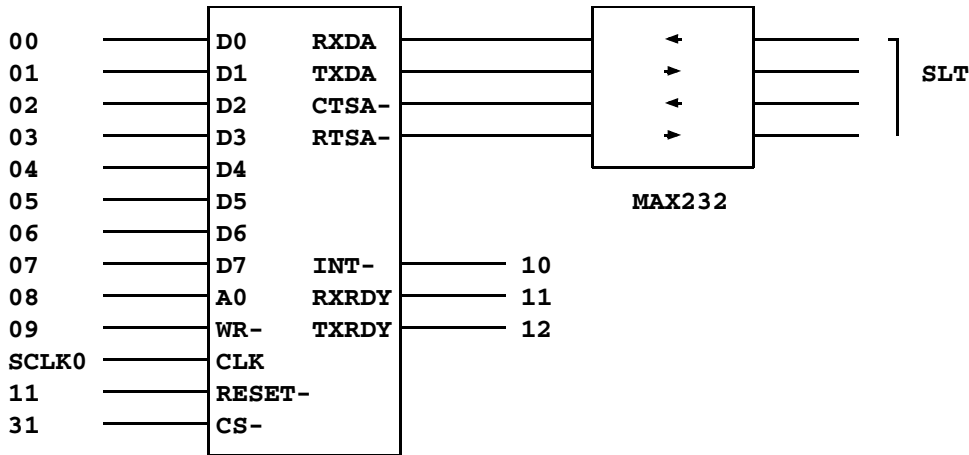 00 D0 RXDA
01 D1 TXDA SLT
02 D2 CTSA-
03 D3 RTSA-
04 D4
05 D5 MAX232
06 D6
07 D7 INT- 10
08 A0 RXRDY 11
09 WR- TXRDY 12
SCLK0 CLK
11 RESET-
31 CS-